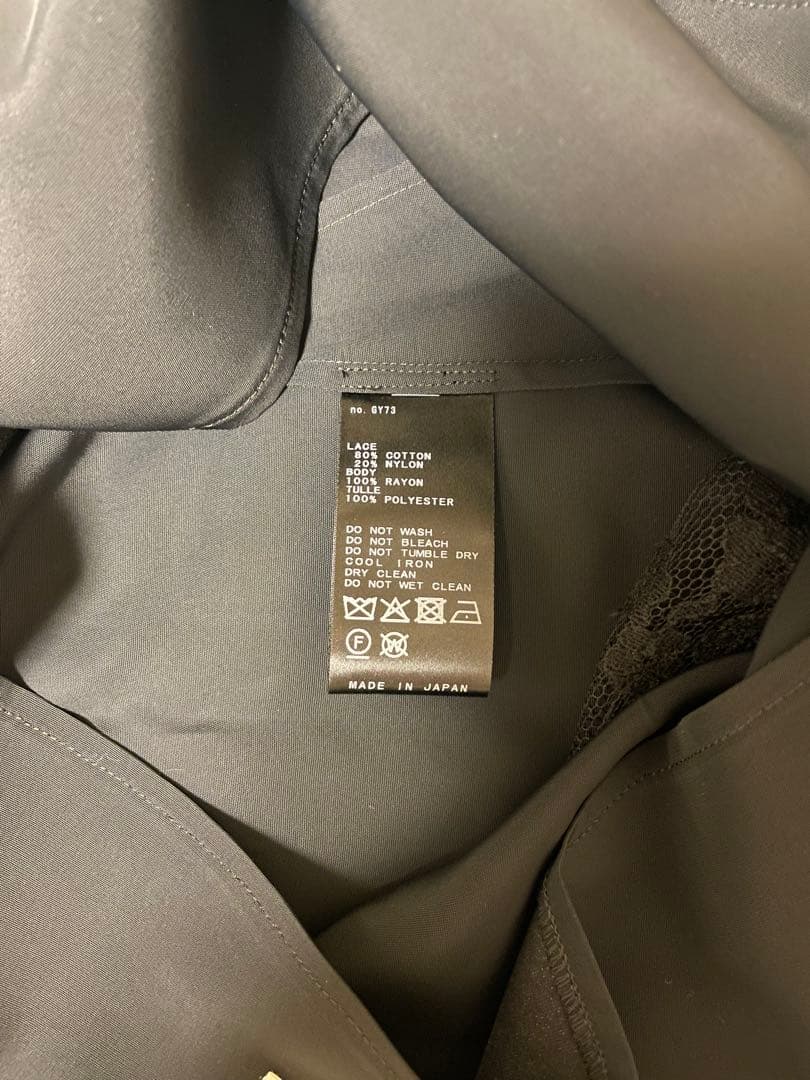 no. GY73
LACE
80% COTTON
20% NYLON
BODY
100% RAYON
TULLE
100% POLYESTER
DO NOT WASH
DO NOT BLEACH
DO NOT TUMBLE DRY
COOL IRON
DRY CLEAN
DO NOT WET CLEAN
F W
MADE IN JAPAN